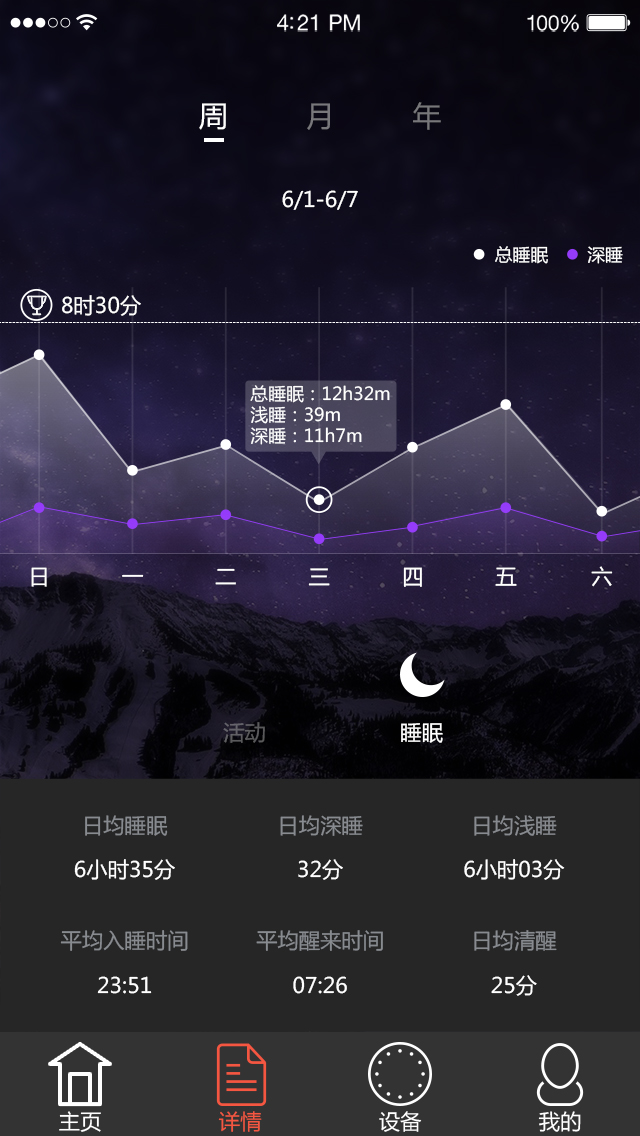 4:21 PM
100%
周 月 年
6/1-6/7
总睡眠 深睡
8时30分
总睡眠：12h32m
浅睡：39m
深睡：11h7m
日 一 二 三 四 五 六
活动 睡眠
日均睡眠 日均深睡 日均浅睡
6小时35分 32分 6小时03分
平均入睡时间 平均醒来时间 日均清醒
23:51 07:26 25分
主页 详情 设备 我的